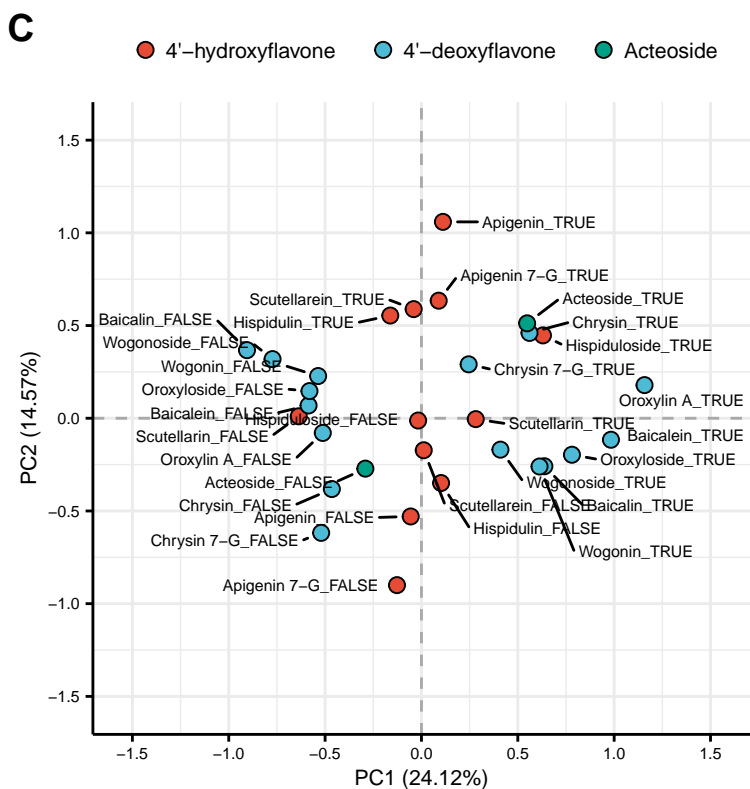 C
4'−hydroxyflavone 4'−deoxyflavone Acteoside
1.5
1.0
0.5
0.0
−0.5
−1.0
−1.5
PC2 (14.57%)
Apigenin_TRUE
Apigenin 7−G_TRUE
Scutellarein_TRUE
Acteoside_TRUE
Baicalin_FALSE
Hispidulin_TRUE
Chrysin_TRUE
Wogonoside_FALSE
Hispiduloside_TRUE
Wogonin_FALSE
Chrysin 7−G_TRUE
Oroxyloside_FALSE
Oroxylin A_TRUE
Baicalein_FALSE
Hispiduloside_FALSE
Scutellarin_TRUE
Scutellarin_FALSE
Baicalein_TRUE
Oroxylin A_FALSE
Oroxyloside_TRUE
Acteoside_FALSE
Wogonoside_TRUE
Chrysin_FALSE
Scutellarein_FALSE
Baicalin_TRUE
Apigenin_FALSE
Hispidulin_FALSE
Chrysin 7−G_FALSE
Wogonin_TRUE
Apigenin 7−G_FALSE
−1.5 −1.0 −0.5 0.0 0.5 1.0 1.5
PC1 (24.12%)